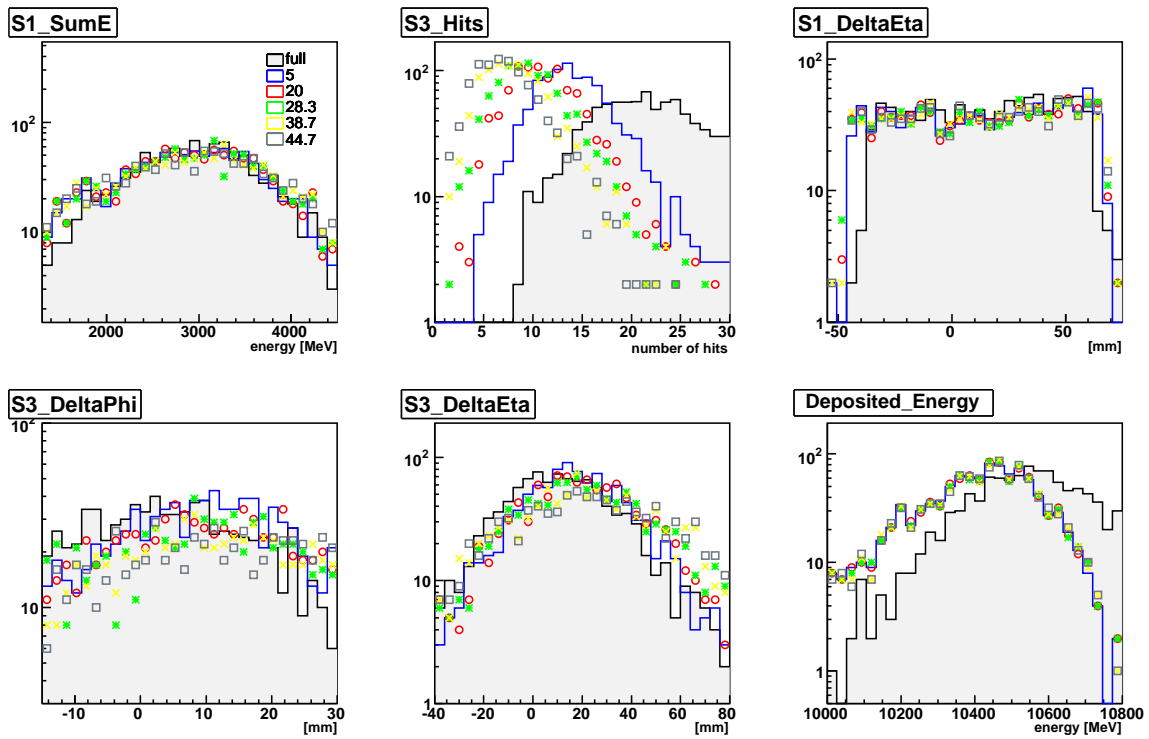 S1_SumE
full
5
20
28.3
38.7
44.7
10²
10
2000 3000 4000
energy [MeV]
S3_Hits
10²
10
1
0 5 10 15 20 25 30
number of hits
S1_DeltaEta
10²
10
1
-50 0 50
[mm]
S3_DeltaPhi
10²
10
-10 0 10 20 30
[mm]
S3_DeltaEta
10²
10
1
-40 -20 0 20 40 60 80
[mm]
Deposited_Energy
10²
10
1
10000 10200 10400 10600 10800
energy [MeV]